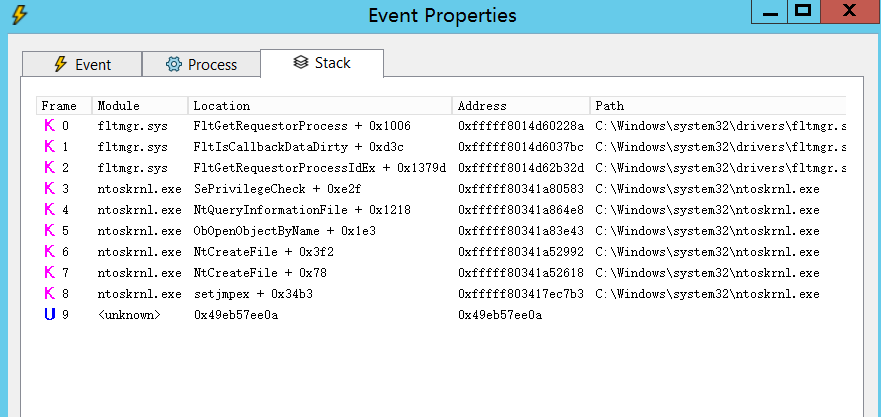 Event Properties
Event Process Stack
Frame Module Location Address Path
K 0 fltmgr.sys FltGetRequestorProcess + 0x1006 0xfffff8014d60228a C:\Windows\system32\drivers\fltmgr.s
K 1 fltmgr.sys FltIsCallbackDataDirty + 0xd3c 0xfffff8014d6037bc C:\Windows\system32\drivers\fltmgr.s
K 2 fltmgr.sys FltGetRequestorProcessIdEx + 0x1379d 0xfffff8014d62b32d C:\Windows\system32\drivers\fltmgr.s
K 3 ntoskrnl.exe SePrivilegeCheck + 0xe2f 0xfffff80341a80583 C:\Windows\system32\ntoskrnl.exe
K 4 ntoskrnl.exe NtQueryInformationFile + 0x1218 0xfffff80341a864e8 C:\Windows\system32\ntoskrnl.exe
K 5 ntoskrnl.exe ObOpenObjectByName + 0x1e3 0xfffff80341a83e43 C:\Windows\system32\ntoskrnl.exe
K 6 ntoskrnl.exe NtCreateFile + 0x3f2 0xfffff80341a52992 C:\Windows\system32\ntoskrnl.exe
K 7 ntoskrnl.exe NtCreateFile + 0x78 0xfffff80341a52618 C:\Windows\system32\ntoskrnl.exe
K 8 ntoskrnl.exe setjmpex + 0x34b3 0xfffff803417ec7b3 C:\Windows\system32\ntoskrnl.exe
U 9 <unknown> 0x49eb57ee0a 0x49eb57ee0a